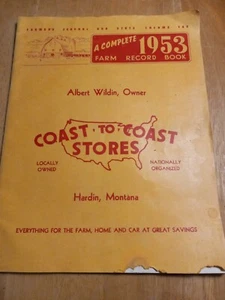 A COMPLETE 1953
FARM RECORD BOOK
Albert Wildin, Owner
COAST-TO-COAST
STORES
LOCALLY OWNED
NATIONALLY ORGANIZED
Hardin, Montana
EVERYTHING FOR THE FARM, HOME AND CAR AT GREAT SAVINGS